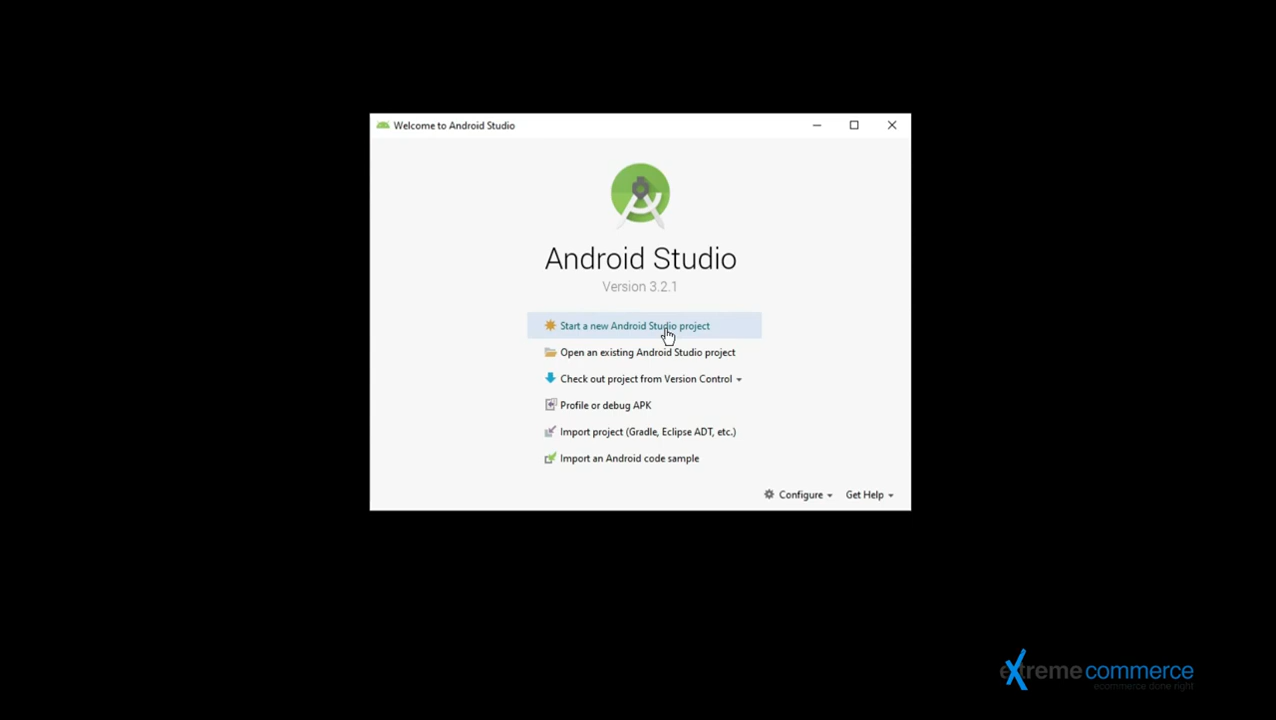 Welcome to Android Studio
Android Studio
Version 3.2.1
Start a new Android Studio project
Open an existing Android Studio project
Check out project from Version Control
Profile or debug APK
Import project (Gradle, Eclipse ADT, etc.)
Import an Android code sample
Configure
Get Help
extreme commerce
ecommerce done right